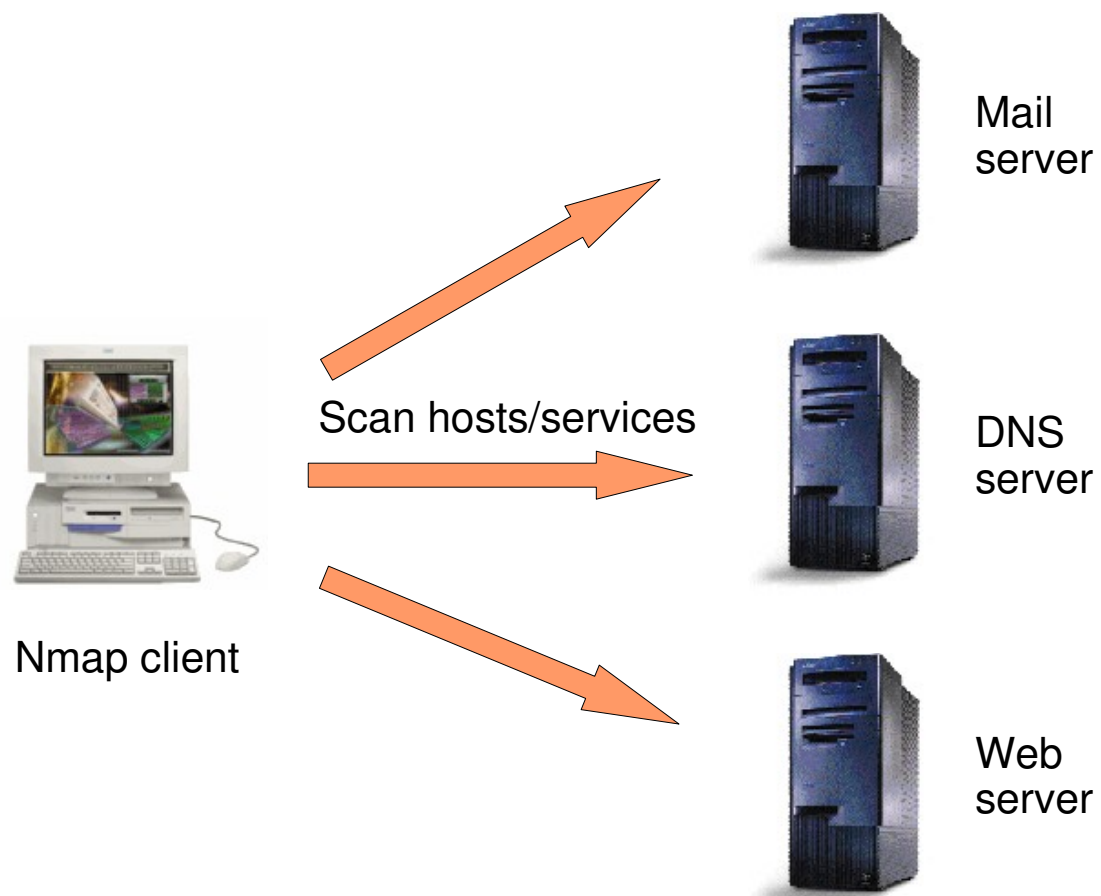 Mail
server
Scan hosts/services
DNS
server
Nmap client
Web
server